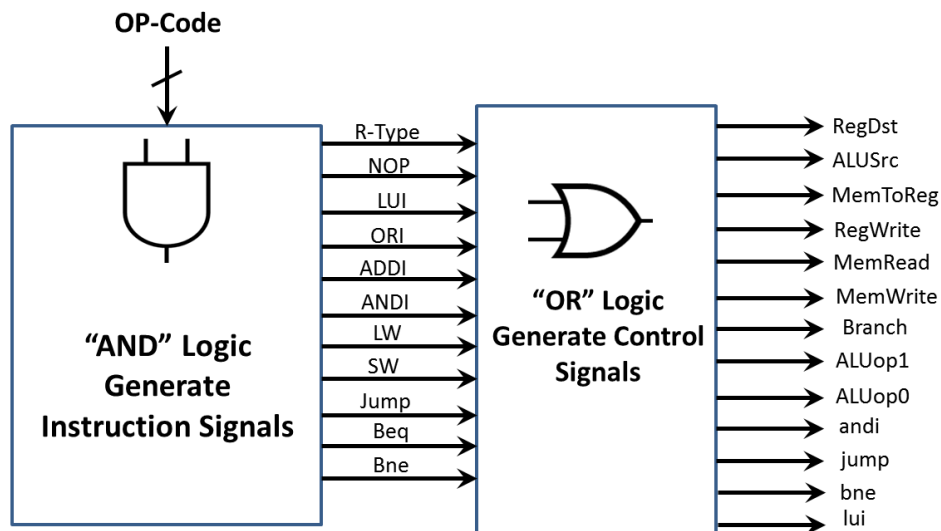 OP-Code
“AND” Logic
Generate
Instruction Signals
R-Type
NOP
LUI
ORI
ADDI
ANDI
LW
SW
Jump
Beq
Bne
“OR” Logic
Generate Control
Signals
RegDst
ALUSrc
MemToReg
RegWrite
MemRead
MemWrite
Branch
ALUop1
ALUop0
andi
jump
bne
lui